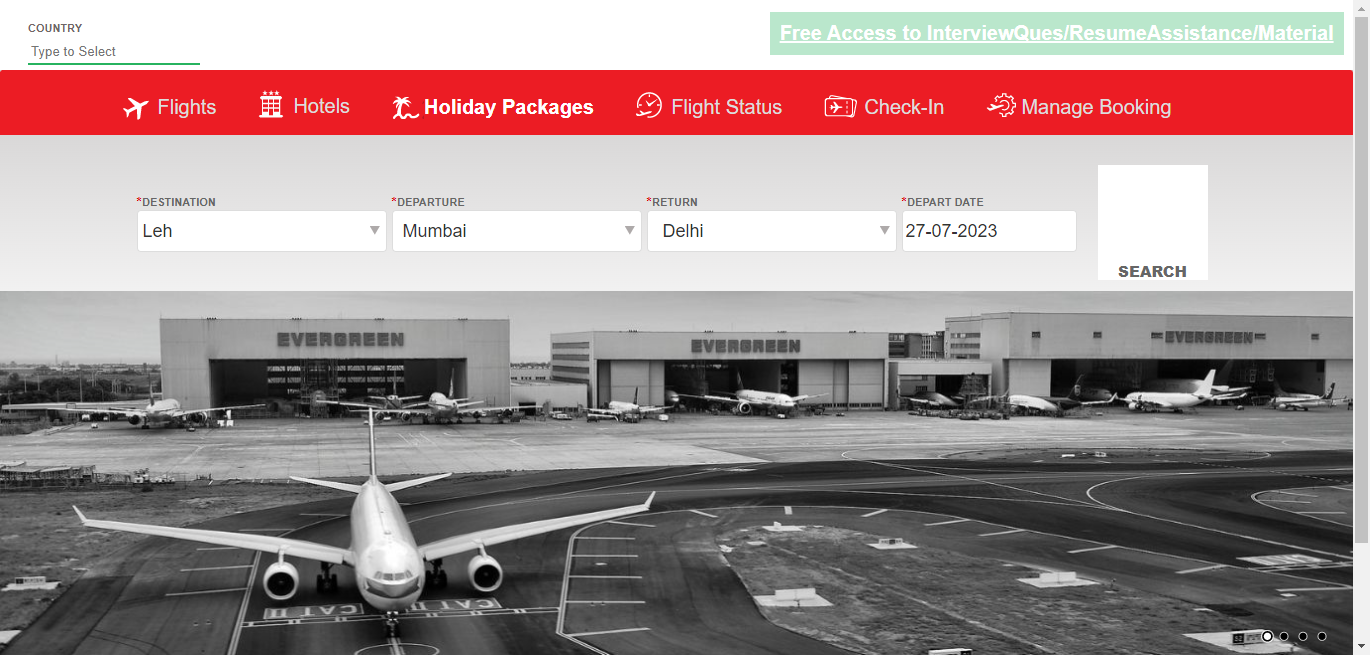 COUNTRY
Type to Select
Free Access to InterviewQues/ResumeAssistance/Material
Flights
Hotels
Holiday Packages
Flight Status
Check-In
Manage Booking
*DESTINATION
*DEPARTURE
*RETURN
*DEPART DATE
Leh
Mumbai
Delhi
27-07-2023
SEARCH
EVERGREEN
EVERGREEN
EVERGREEN
CAT II
CAT II